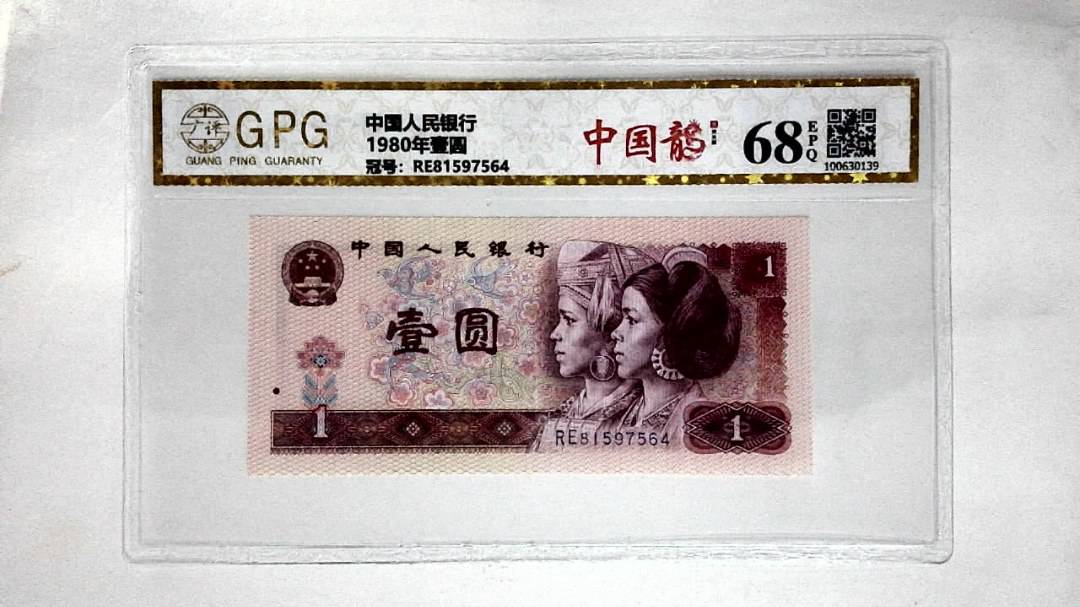 广评
GPG
GUANG PING GUARANTY
中国人民银行
1980年壹圆
冠号：RE81597564
中国龍
68
EPQ
100630139
中国人民银行
1
壹圆
1
RE81597564
1